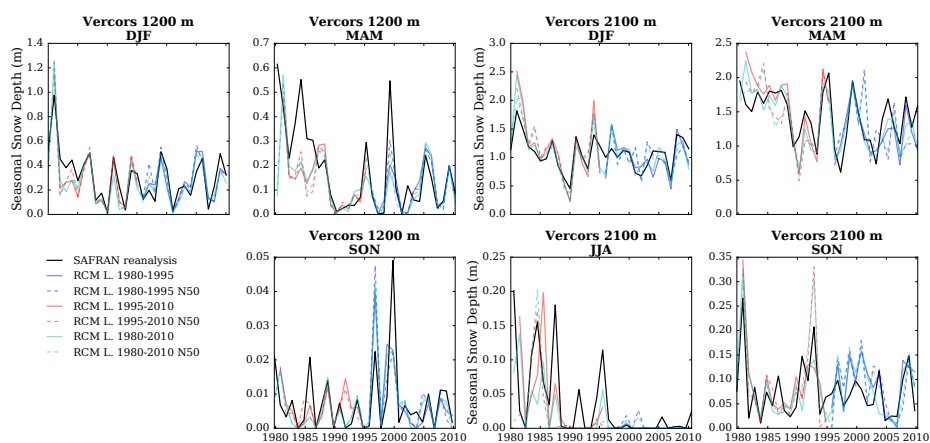 Vercors 1200 m
DJF
Vercors 1200 m
MAM
Vercors 2100 m
DJF
Vercors 2100 m
MAM
Seasonal Snow Depth (m)
1.4
1.2
1.0
0.8
0.6
0.4
0.2
0.0
0.7
0.6
0.5
0.4
0.3
0.2
0.1
0.0
Seasonal Snow Depth (m)
3.0
2.5
2.0
1.5
1.0
0.5
0.0
2.5
2.0
1.5
1.0
0.5
0.0
SAFRAN reanalysis
RCM L. 1980-1995
RCM L. 1980-1995 N50
RCM L. 1995-2010
RCM L. 1995-2010 N50
RCM L. 1980-2010
RCM L. 1980-2010 N50
Vercors 1200 m
SON
Vercors 2100 m
JJA
Vercors 2100 m
SON
0.05
0.04
0.03
0.02
0.01
0.00
1980 1985 1990 1995 2000 2005 2010
Seasonal Snow Depth (m)
0.25
0.20
0.15
0.10
0.05
0.00
1980 1985 1990 1995 2000 2005 2010
0.35
0.30
0.25
0.20
0.15
0.10
0.05
0.00
1980 1985 1990 1995 2000 2005 2010